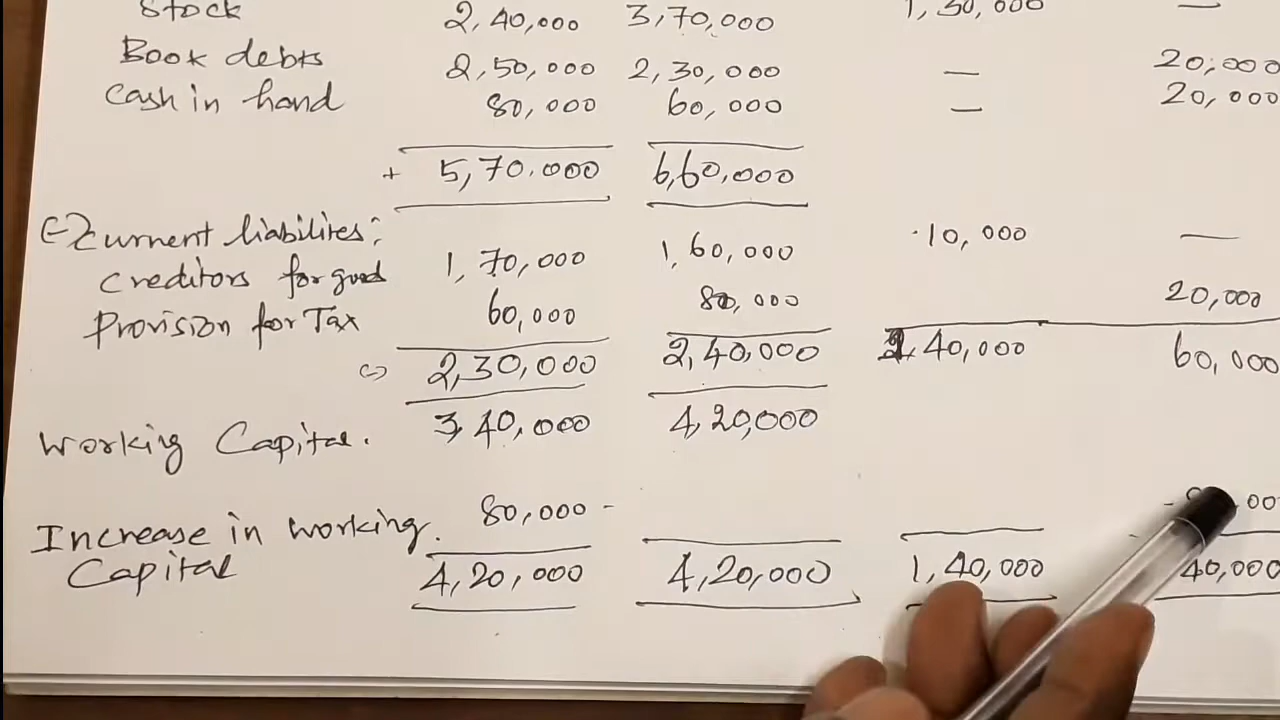 Stock 2,40,000 3,70,000 1,30,000 —
Book debts 2,50,000 2,30,000 — 20,000
Cash in hand 80,000 60,000 — 20,000
+ 5,70,000 6,60,000
(-) Current liabilites:
Creditors for good 1,70,000 1,60,000 10,000 —
Provision for Tax 60,000 80,000 20,000
(-) 2,30,000 2,40,000 1,40,000 60,000
Working Capital. 3,40,000 4,20,000
Increase in working. 80,000 -
Capital 4,20,000 4,20,000 1,40,000 40,000